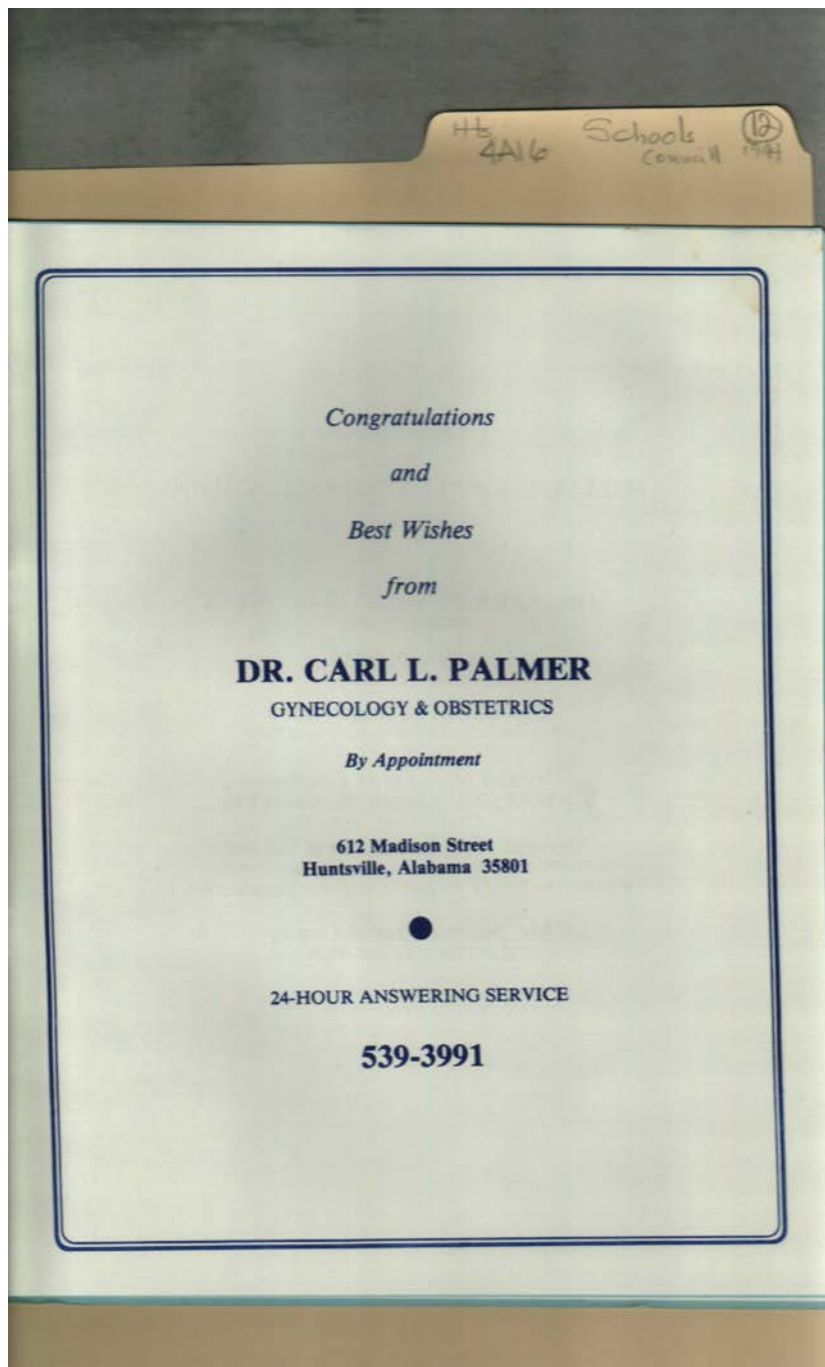 Hts Schools 12
4A16 Council
Congratulations
and
Best Wishes
from
DR. CARL L. PALMER
GYNECOLOGY & OBSTETRICS
By Appointment
612 Madison Street
Huntsville, Alabama 35801
24-HOUR ANSWERING SERVICE
539-3991